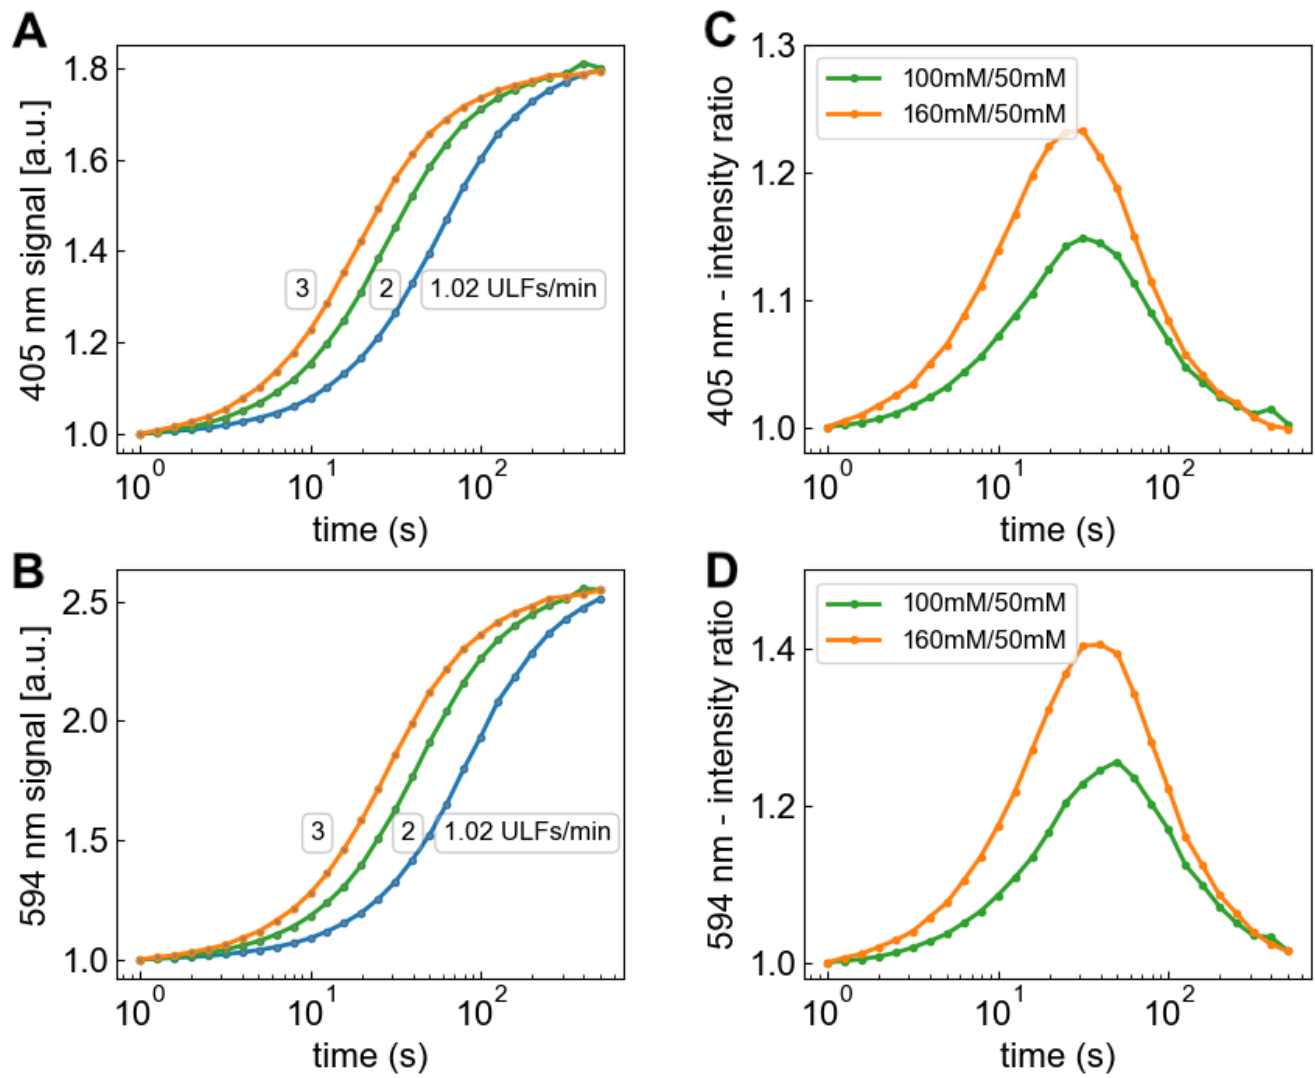 A
405 nm signal [a.u.]
1.8
1.6
1.4
1.2
1.0
3
2
1.02 ULFs/min
10^0
10^1
10^2
time (s)
C
405 nm - intensity ratio
1.3
1.2
1.1
1.0
100mM/50mM
160mM/50mM
10^0
10^1
10^2
time (s)
B
594 nm signal [a.u.]
2.5
2.0
1.5
1.0
3
2
1.02 ULFs/min
10^0
10^1
10^2
time (s)
D
594 nm - intensity ratio
1.4
1.2
1.0
100mM/50mM
160mM/50mM
10^0
10^1
10^2
time (s)